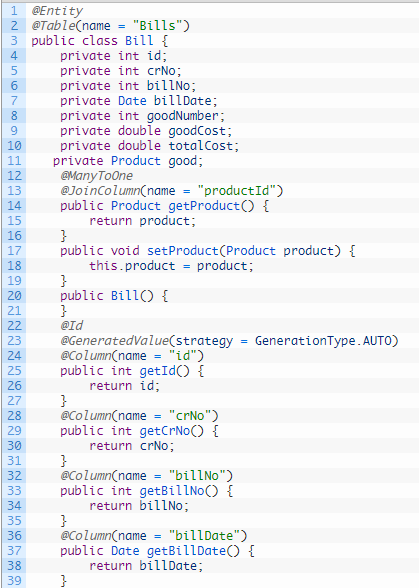 1 @Entity
2 @Table(name = "Bills")
3 public class Bill {
4     private int id;
5     private int crNo;
6     private int billNo;
7     private Date billDate;
8     private int goodNumber;
9     private double goodCost;
10     private double totalCost;
11    private Product good;
12     @ManyToOne
13     @JoinColumn(name = "productId")
14     public Product getProduct() {
15         return product;
16     }
17     public void setProduct(Product product) {
18         this.product = product;
19     }
20     public Bill() {
21     }
22     @Id
23     @GeneratedValue(strategy = GenerationType.AUTO)
24     @Column(name = "id")
25     public int getId() {
26         return id;
27     }
28     @Column(name = "crNo")
29     public int getCrNo() {
30         return crNo;
31     }
32     @Column(name = "billNo")
33     public int getBillNo() {
34         return billNo;
35     }
36     @Column(name = "billDate")
37     public Date getBillDate() {
38         return billDate;
39     }